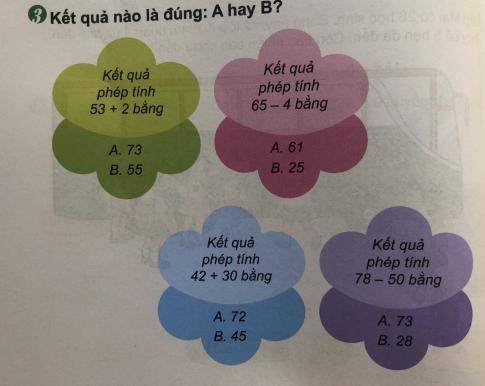 3 Kết quả nào là đúng: A hay B?
Kết quả
phép tính
53 + 2 bằng
A. 73
B. 55
Kết quả
phép tính
65 – 4 bằng
A. 61
B. 25
Kết quả
phép tính
42 + 30 bằng
A. 72
B. 45
Kết quả
phép tính
78 – 50 bằng
A. 73
B. 28